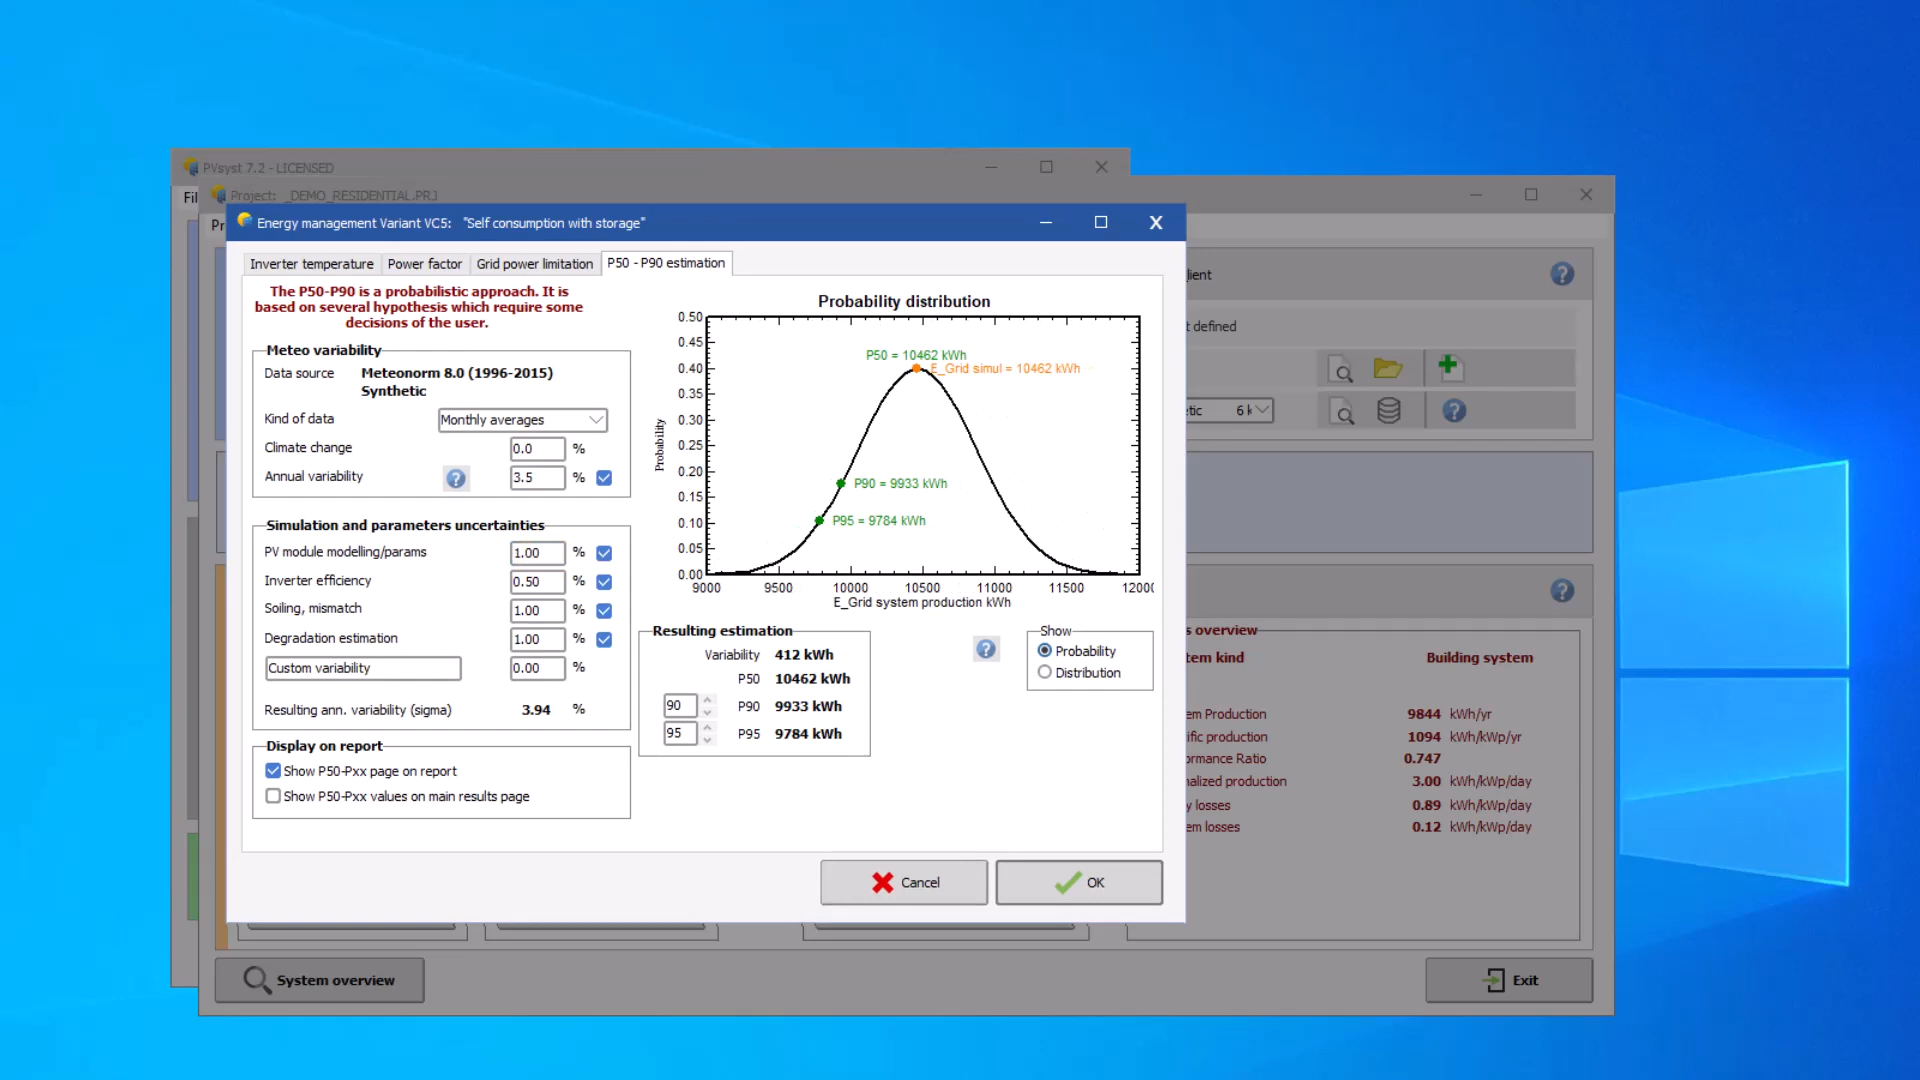 PVsyst 7.2 - LICENSED
Fil
Project: _DEMO_RESIDENTIAL.PRJ
Pr
Energy management Variant VC5: "Self consumption with storage"
Inverter temperature
Power factor
Grid power limitation
P50 - P90 estimation
The P50-P90 is a probabilistic approach. It is
based on several hypothesis which require some
decisions of the user.
Meteo variability
Data source Meteonorm 8.0 (1996-2015)
Synthetic
Kind of data Monthly averages
Climate change 0.0 %
Annual variability ? 3.5 %
Simulation and parameters uncertainties
PV module modelling/params 1.00 %
Inverter efficiency 0.50 %
Soiling, mismatch 1.00 %
Degradation estimation 1.00 %
Custom variability 0.00 %
Resulting ann. variability (sigma) 3.94 %
Display on report
Show P50-Pxx page on report
Show P50-Pxx values on main results page
Probability distribution
0.50
0.45
0.40
0.35
0.30
0.25
0.20
0.15
0.10
0.05
0.00
Probability
P50 = 10462 kWh
E_Grid simul = 10462 kWh
P90 = 9933 kWh
P95 = 9784 kWh
9000 9500 10000 10500 11000 11500 1200
E_Grid system production kWh
Resulting estimation
Variability 412 kWh
P50 10462 kWh
90 P90 9933 kWh
95 P95 9784 kWh
?
Show
Probability
Distribution
Cancel
OK
lient
?
t defined
tic 6 k
?
?
s overview
tem kind Building system
em Production 9844 kWh/yr
ific production 1094 kWh/kWp/yr
ormance Ratio 0.747
nalized production 3.00 kWh/kWp/day
y losses 0.89 kWh/kWp/day
em losses 0.12 kWh/kWp/day
System overview
Exit